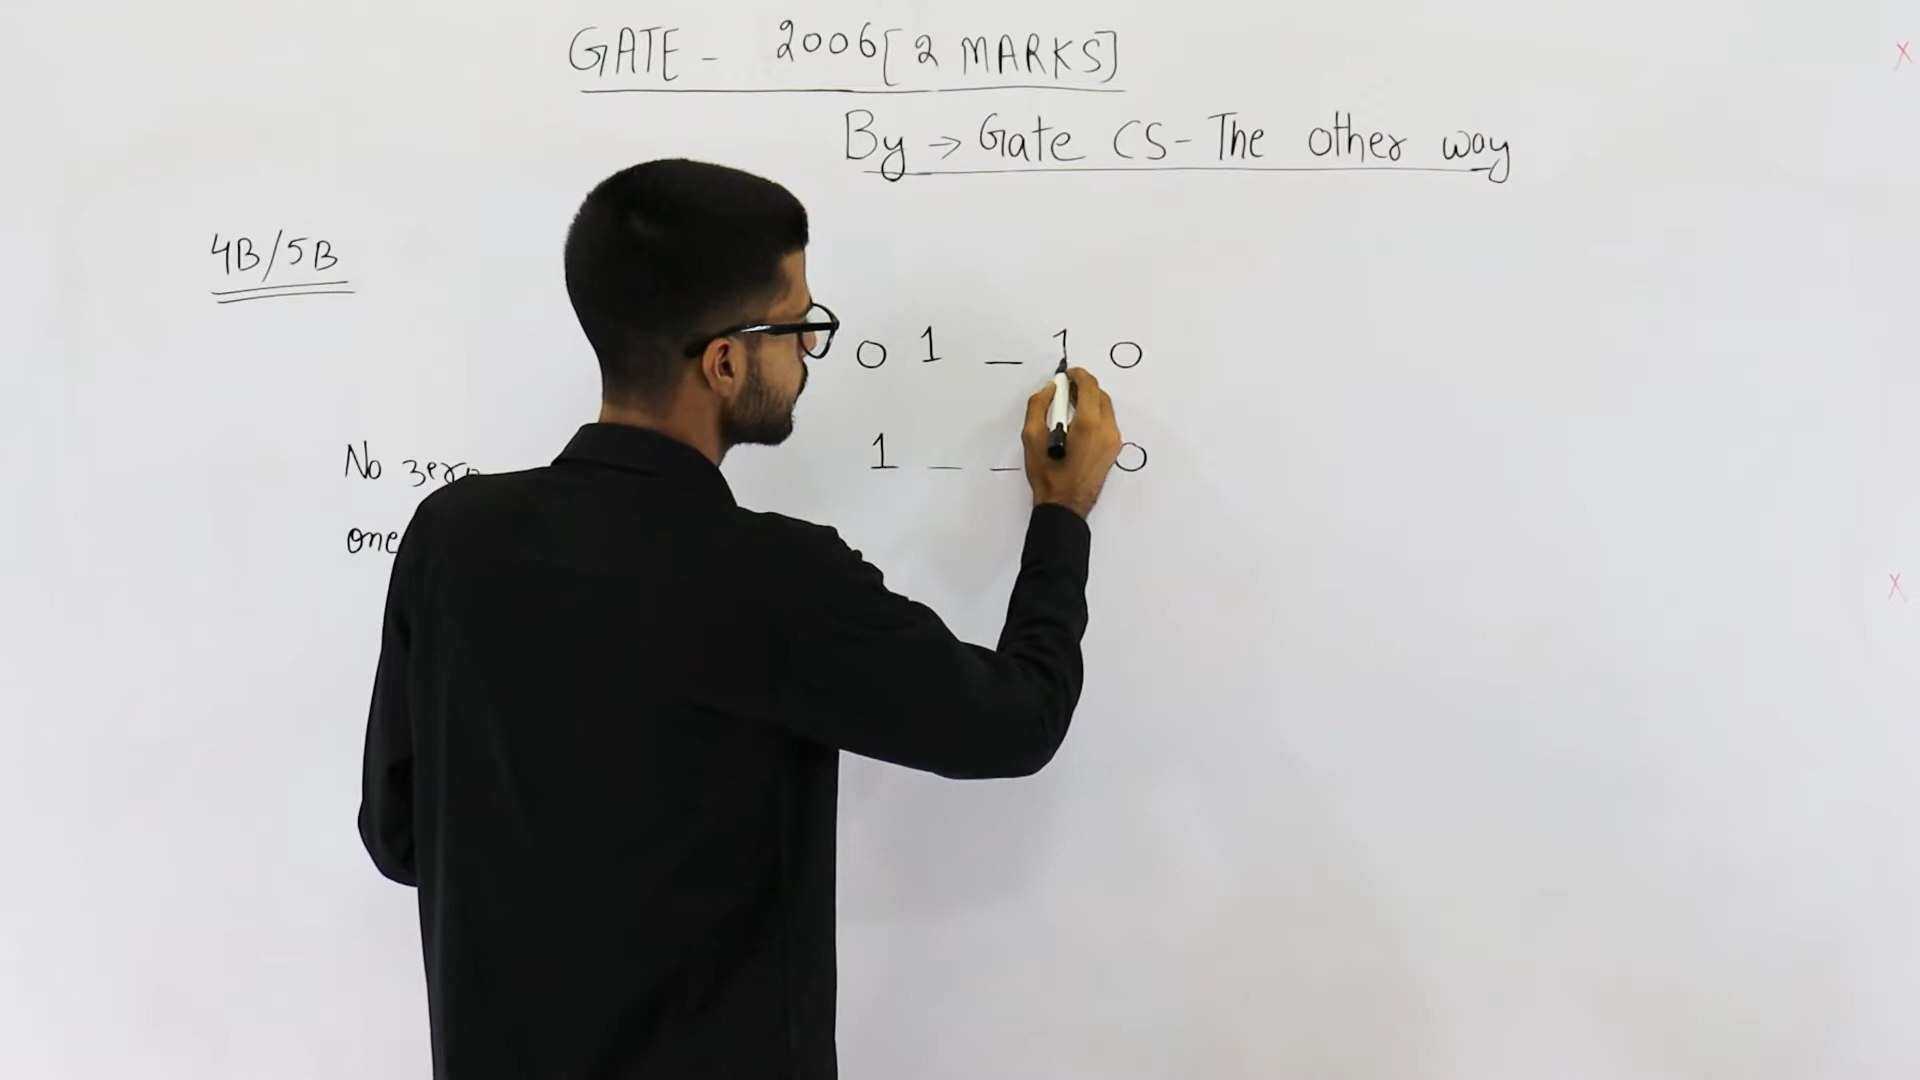 GATE - 2006 [2 MARKS]
By → Gate CS - The other way
4B/5B
0 1 _ 1 0
1 _ _ 0
No zero
one
X
X